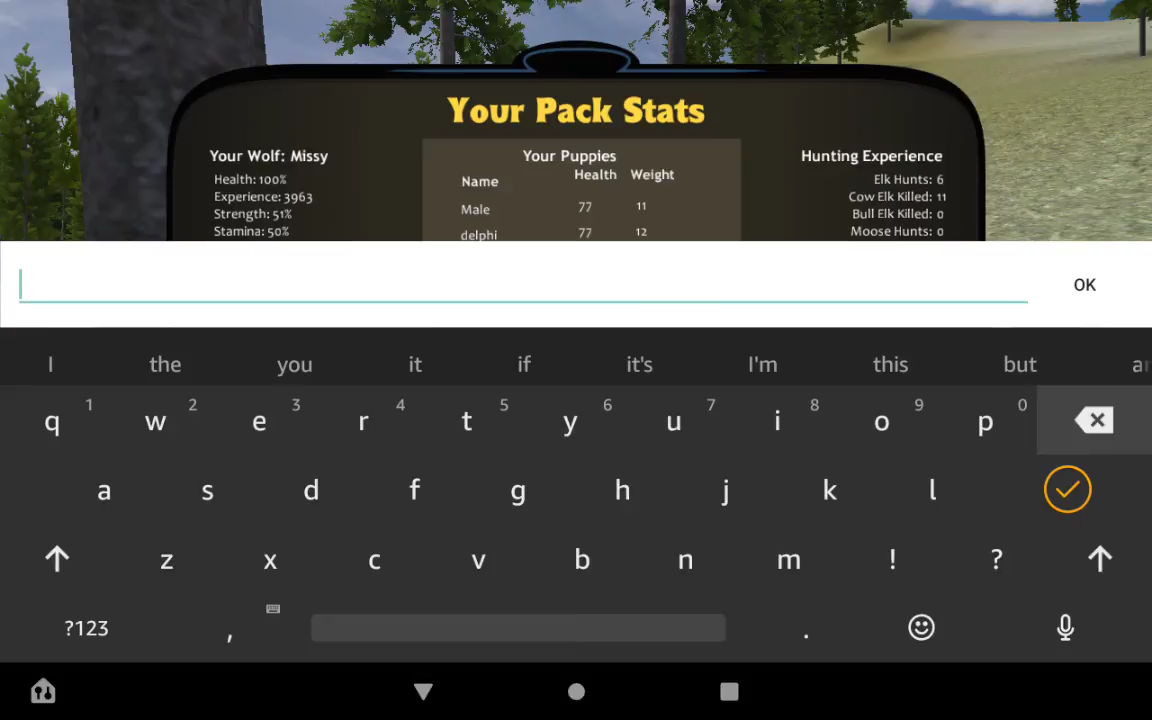 Your Pack Stats
Your Wolf: Missy
Health: 100%
Experience: 3963
Strength: 51%
Stamina: 50%
Your Puppies
Name Health Weight
Male 77 11
delphi 77 12
Hunting Experience
Elk Hunts: 6
Cow Elk Killed: 11
Bull Elk Killed: 0
Moose Hunts: 0
OK
I the you it if it's I'm this but
1 2 3 4 5 6 7 8 9 0
q w e r t y u i o p
a s d f g h j k l
z x c v b n m ! ?
?123 , .